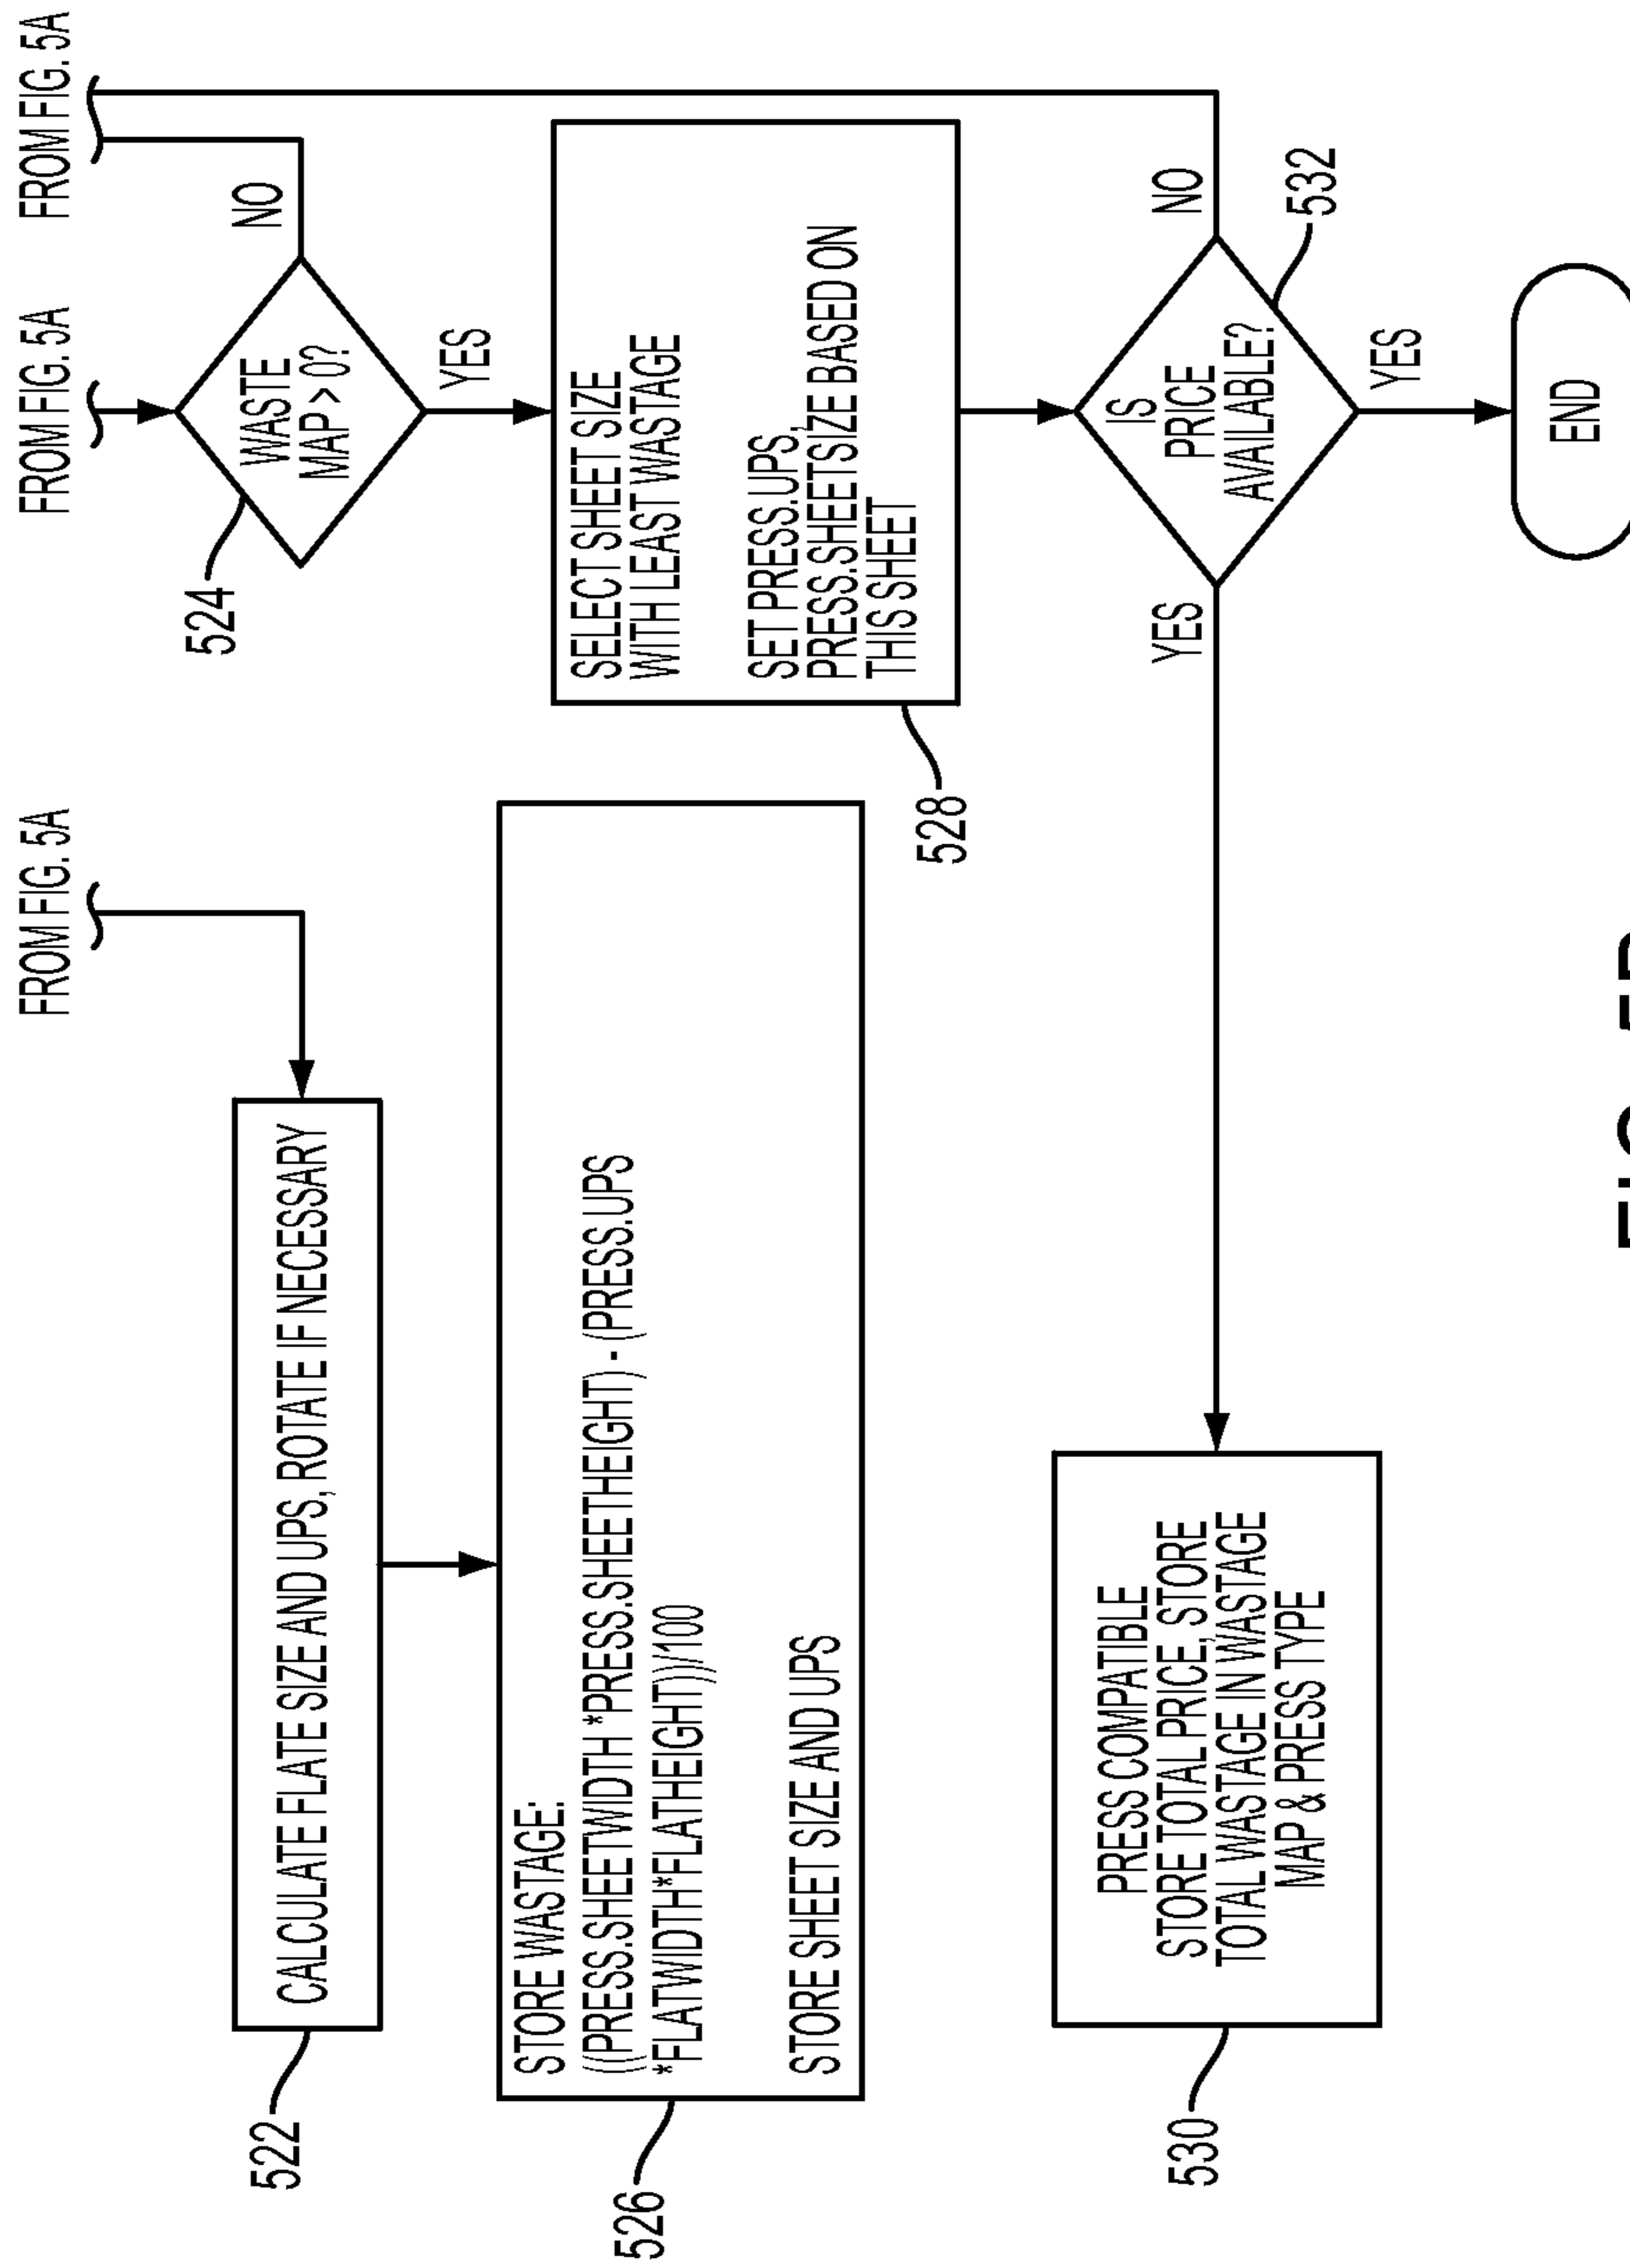 FROM FIG. 5A
FROM FIG. 5A
FROM FIG. 5A
522
CALCULATE FLATE SIZE AND UPS, ROTATE IF NECESSARY
524
WASTE
MAP > 0?
NO
YES
526
STORE WASTAGE:
((PRESS.SHEETWIDTH *PRESS.SHEETHEIGHT) - (PRESS.UPS
*FLATWIDTH*FLATHEIGHT))/100
STORE SHEET SIZE AND UPS
528
SELECT SHEET SIZE
WITH LEAST WASTAGE
SET PRESS.UPS,
PRESS.SHEETSIZE BASED ON
THIS SHEET
530
PRESS COMPATIBLE
STORE TOTAL PRICE, STORE
TOTAL WASTAGE IN WASTAGE
MAP & PRESS TYPE
YES
IS
PRICE
AVAILABLE?
NO
532
YES
END